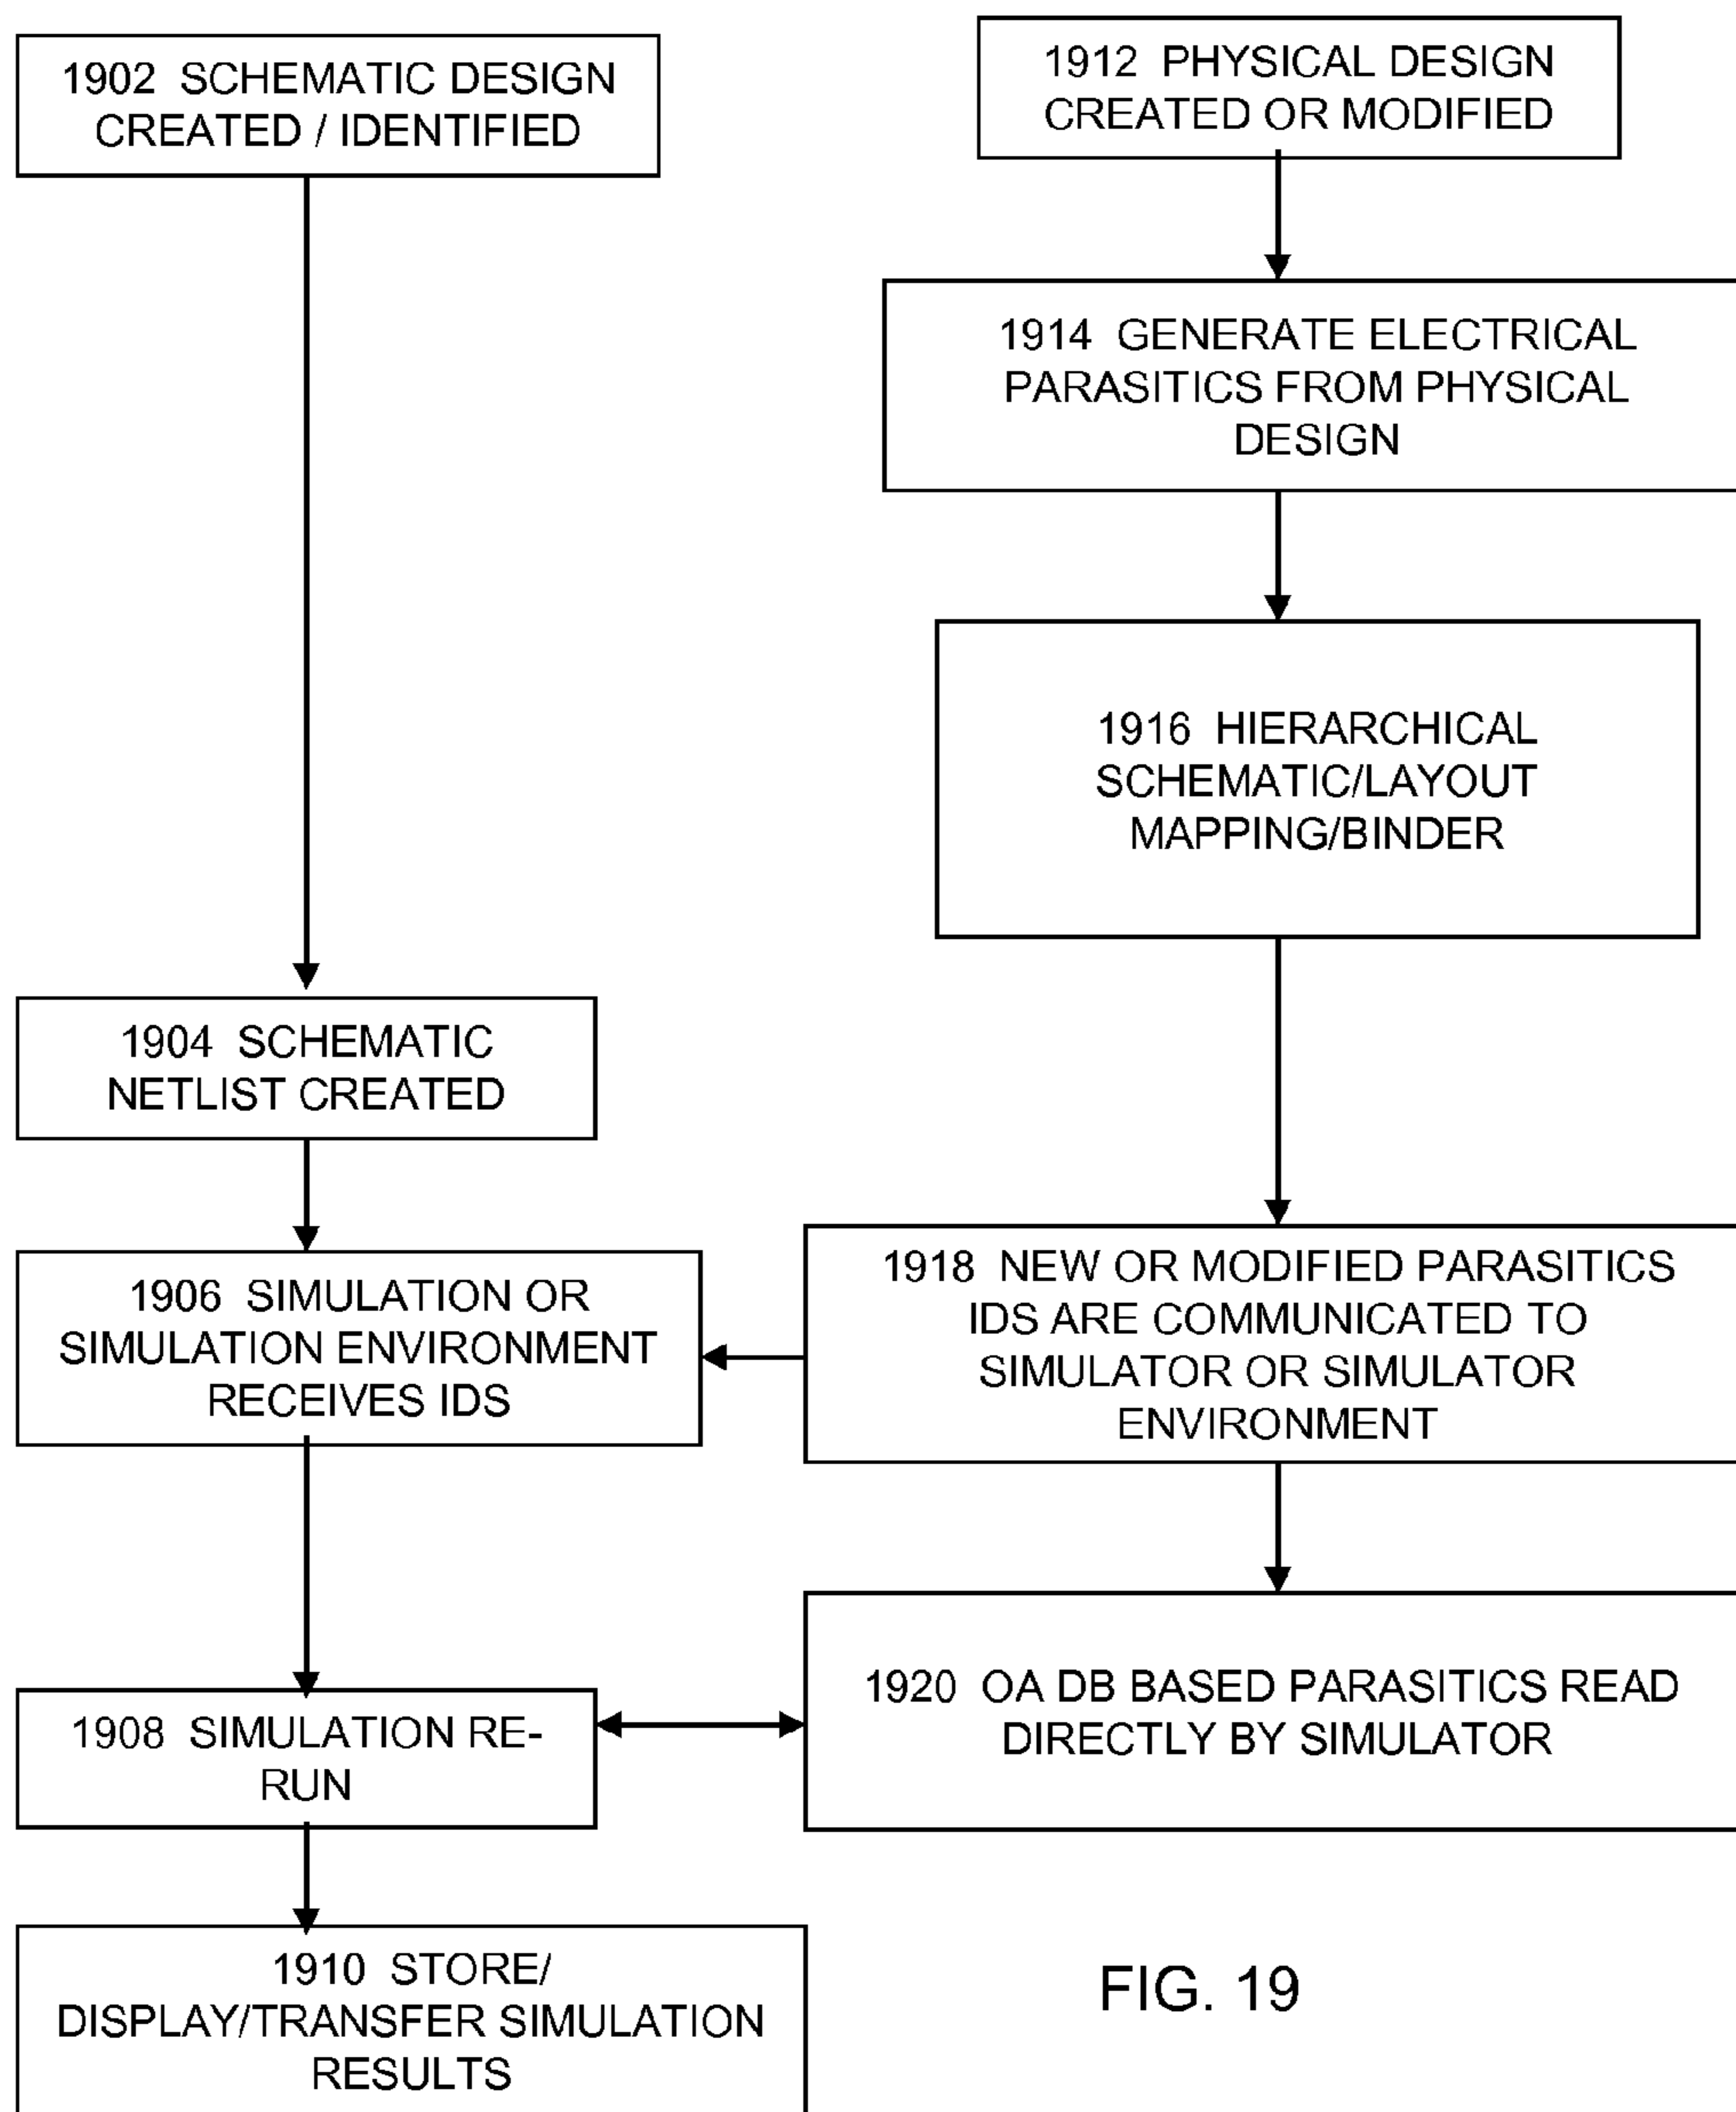 1902 SCHEMATIC DESIGN
CREATED / IDENTIFIED
1904 SCHEMATIC
NETLIST CREATED
1906 SIMULATION OR
SIMULATION ENVIRONMENT
RECEIVES IDS
1908 SIMULATION RE-
RUN
1910 STORE/
DISPLAY/TRANSFER SIMULATION
RESULTS
1912 PHYSICAL DESIGN
CREATED OR MODIFIED
1914 GENERATE ELECTRICAL
PARASITICS FROM PHYSICAL
DESIGN
1916 HIERARCHICAL
SCHEMATIC/LAYOUT
MAPPING/BINDER
1918 NEW OR MODIFIED PARASITICS
IDS ARE COMMUNICATED TO
SIMULATOR OR SIMULATOR
ENVIRONMENT
1920 OA DB BASED PARASITICS READ
DIRECTLY BY SIMULATOR
FIG. 19